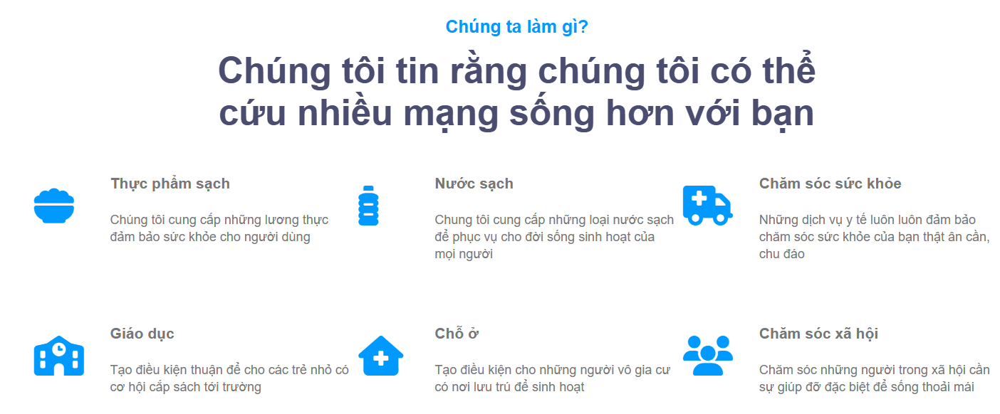 Chúng ta làm gì?
Chúng tôi tin rằng chúng tôi có thể
cứu nhiều mạng sống hơn với bạn
Thực phẩm sạch
Chúng tôi cung cấp những lương thực
đảm bảo sức khỏe cho người dùng
Nước sạch
Chung tôi cung cấp những loại nước sạch
để phục vụ cho đời sống sinh hoạt của
mọi người
Chăm sóc sức khỏe
Những dịch vụ y tế luôn luôn đảm bảo
chăm sóc sức khỏe của bạn thật ân cần,
chu đáo
Giáo dục
Tạo điều kiện thuận để cho các trẻ nhỏ có
cơ hội cắp sách tới trường
Chỗ ở
Tạo điều kiện cho những người vô gia cư
có nơi lưu trú để sinh hoạt
Chăm sóc xã hội
Chăm sóc những người trong xã hội cần
sự giúp đỡ đặc biệt để sống thoải mái